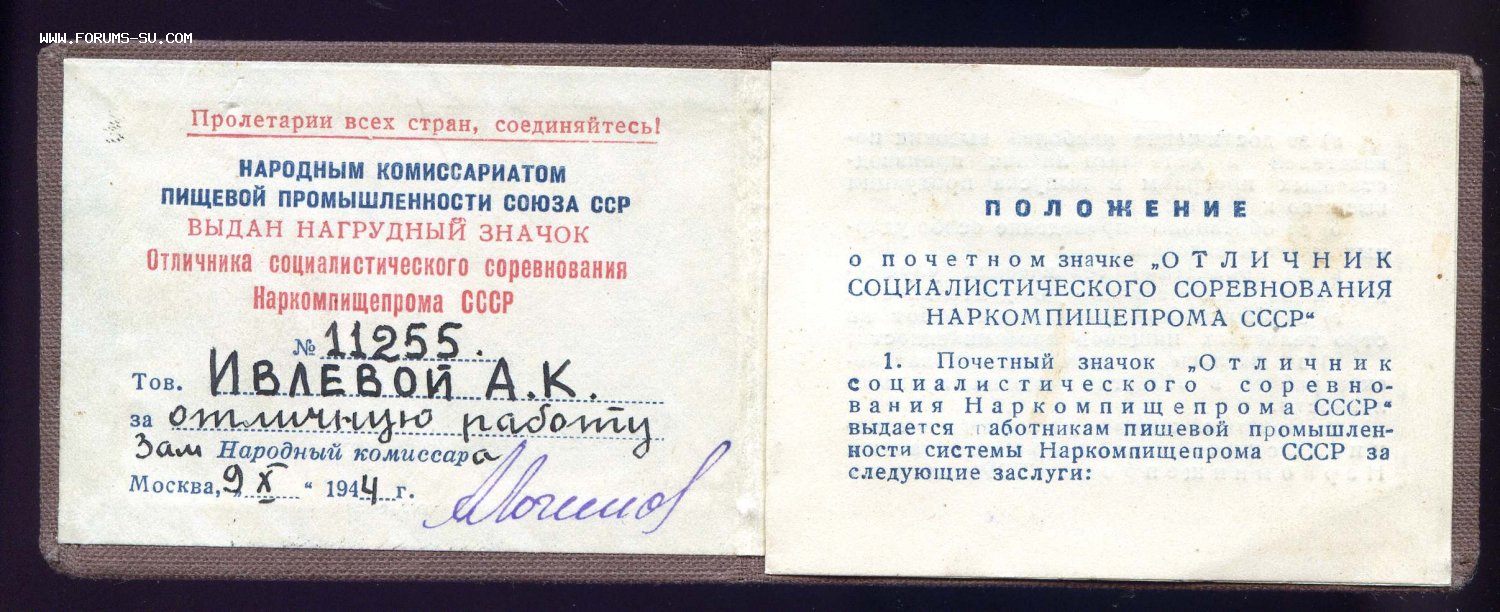 WWW.FORUMS-SU.COM
Пролетарии всех стран, соединяйтесь!
НАРОДНЫМ КОМИССАРИАТОМ
ПИЩЕВОЙ ПРОМЫШЛЕННОСТИ СОЮЗА ССР
ВЫДАН НАГРУДНЫЙ ЗНАЧОК
Отличника социалистического соревнования
Наркомпищепрома СССР
№ 11255.
Тов. ИВЛЕВОЙ А.К.
за отличную работу
Зам Народный комиссара
Москва, 9 X " 1944 г.
ПОЛОЖЕНИЕ
о почетном значке „ОТЛИЧНИК
СОЦИАЛИСТИЧЕСКОГО СОРЕВНОВАНИЯ
НАРКОМПИЩЕПРОМА СССР“
1. Почетный значок „Отличник
социалистического соревно-
вания Наркомпищепрома СССР“
выдается работникам пищевой промышлен-
ности системы Наркомпищепрома СССР за
следующие заслуги: